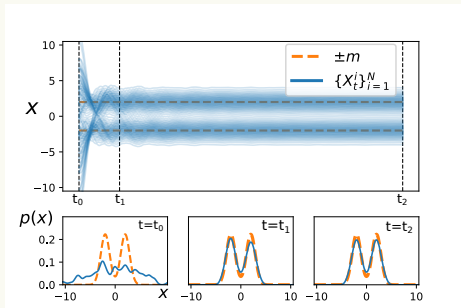 10
5
0
−5
−10
x
±m
{X_t^i}_{i=1}^N
t₀
t₁
t₂
p(x)
0.2
0.1
0.0
t=t₀
t=t₁
t=t₂
−10
0
x
−10
0
10
−10
0
10